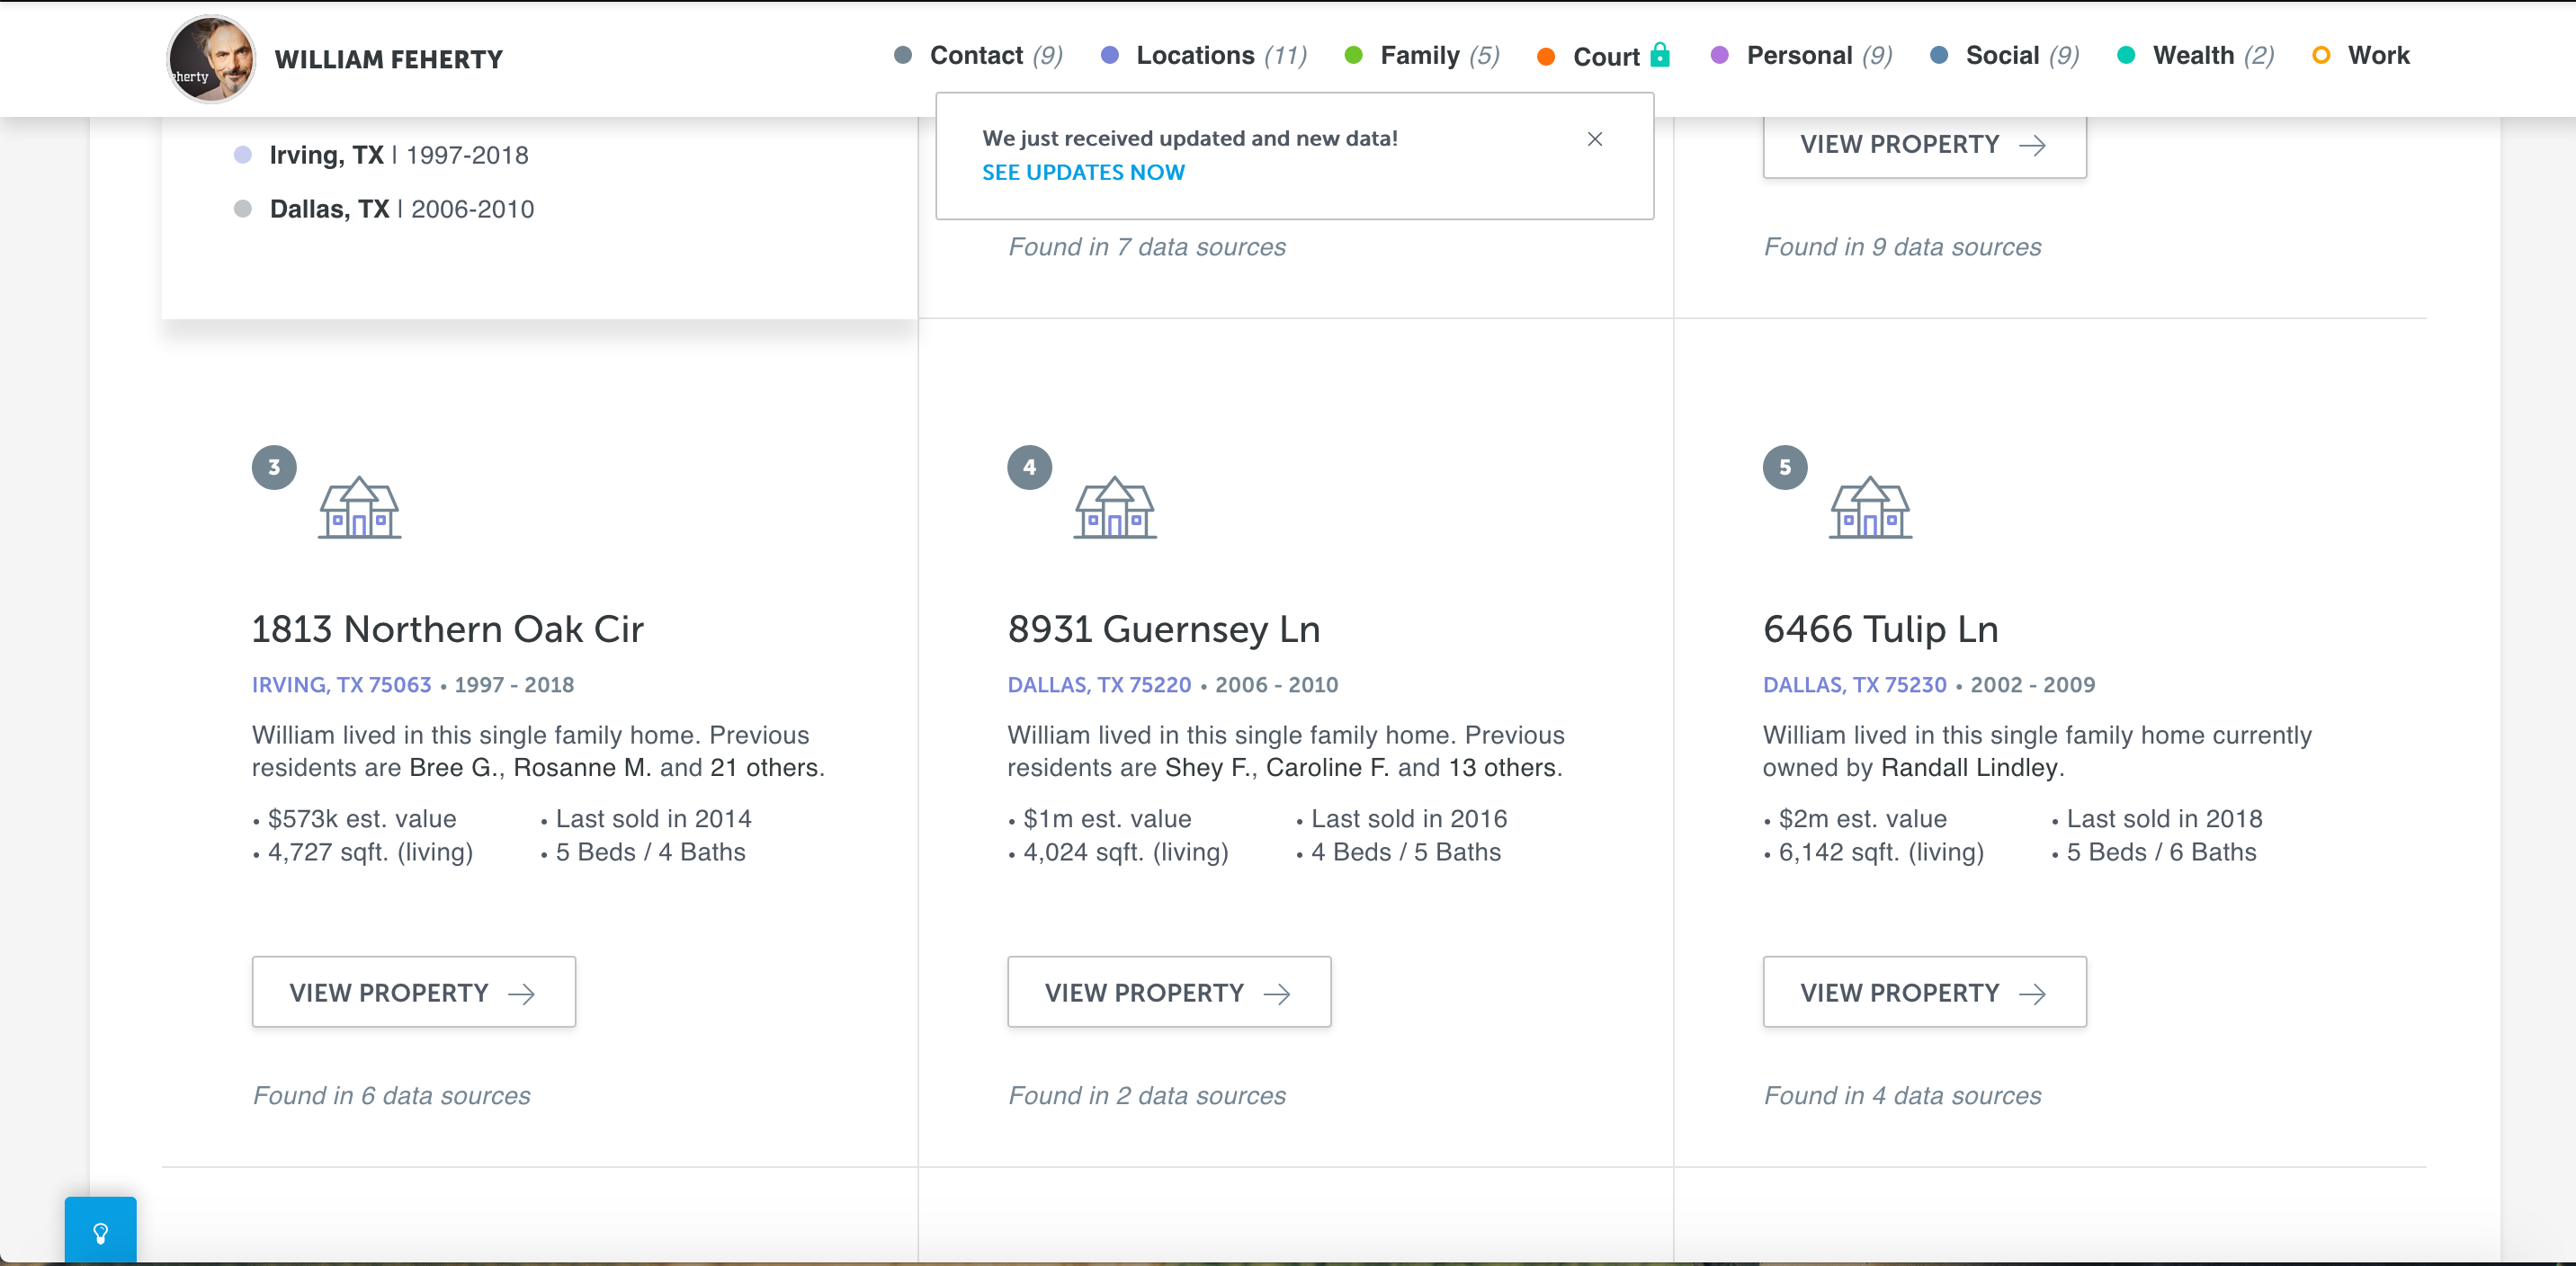 WILLIAM FEHERTY
Contact (9)
Locations (11)
Family (5)
Court
Personal (9)
Social (9)
Wealth (2)
Work
herty
Irving, TX | 1997-2018
Dallas, TX | 2006-2010
We just received updated and new data!
SEE UPDATES NOW
Found in 7 data sources
VIEW PROPERTY
Found in 9 data sources
3
1813 Northern Oak Cir
IRVING, TX 75063 • 1997 - 2018
William lived in this single family home. Previous
residents are Bree G., Rosanne M. and 21 others.
• $573k est. value
• Last sold in 2014
• 4,727 sqft. (living)
• 5 Beds / 4 Baths
VIEW PROPERTY
Found in 6 data sources
4
8931 Guernsey Ln
DALLAS, TX 75220 • 2006 - 2010
William lived in this single family home. Previous
residents are Shey F., Caroline F. and 13 others.
• $1m est. value
• Last sold in 2016
• 4,024 sqft. (living)
• 4 Beds / 5 Baths
VIEW PROPERTY
Found in 2 data sources
5
6466 Tulip Ln
DALLAS, TX 75230 • 2002 - 2009
William lived in this single family home currently
owned by Randall Lindley.
• $2m est. value
• Last sold in 2018
• 6,142 sqft. (living)
• 5 Beds / 6 Baths
VIEW PROPERTY
Found in 4 data sources